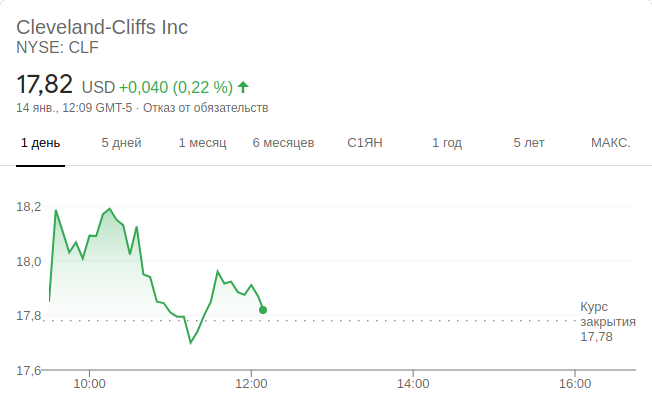 Cleveland-Cliffs Inc
NYSE: CLF
17,82 USD +0,040 (0,22 %)
14 янв., 12:09 GMT-5 · Отказ от обязательств
1 день 5 дней 1 месяц 6 месяцев С1ЯН 1 год 5 лет МАКС.
18,2
18,0
17,8
17,6
Курс
закрытия
17,78
10:00 12:00 14:00 16:00